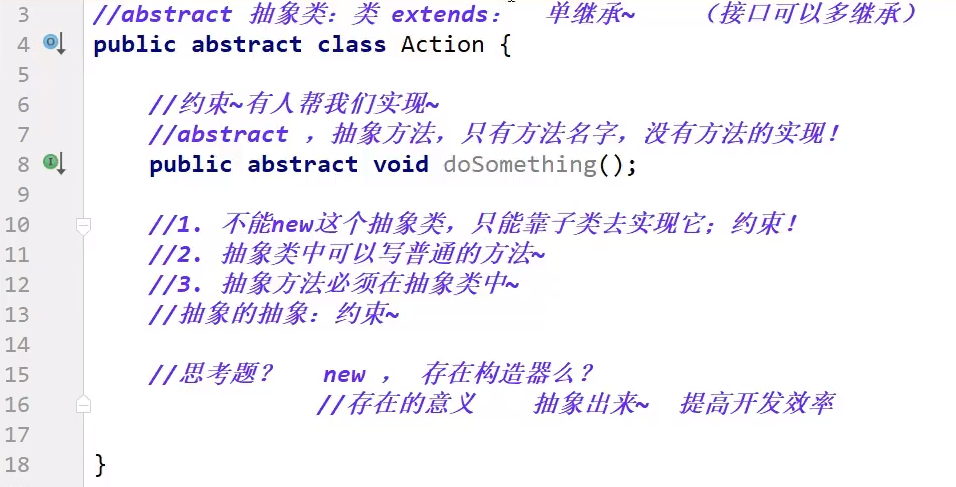 3 //abstract 抽象类：类 extends： 单继承~ （接口可以多继承）
4 public abstract class Action {
5
6 //约束~有人帮我们实现~
7 //abstract ，抽象方法，只有方法名字，没有方法的实现！
8 public abstract void doSomething();
9
10 //1. 不能new这个抽象类，只能靠子类去实现它；约束！
11 //2. 抽象类中可以写普通的方法~
12 //3. 抽象方法必须在抽象类中~
13 //抽象的抽象：约束~
14
15 //思考题？ new ， 存在构造器么？
16 //存在的意义 抽象出来~ 提高开发效率
17
18 }